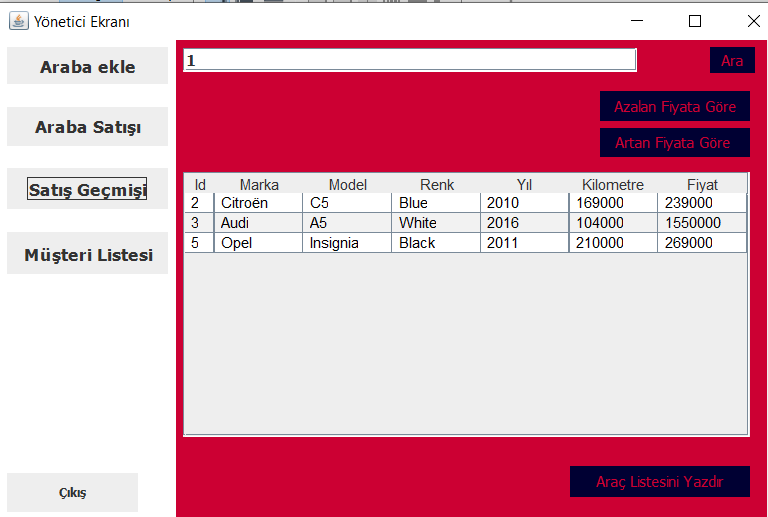 Yönetici Ekranı
Araba ekle
Araba Satışı
Satış Geçmişi
Müşteri Listesi
Çıkış
1
Ara
Azalan Fiyata Göre
Artan Fiyata Göre
Id Marka Model Renk Yıl Kilometre Fiyat
2 Citroën C5 Blue 2010 169000 239000
3 Audi A5 White 2016 104000 1550000
5 Opel Insignia Black 2011 210000 269000
Araç Listesini Yazdır